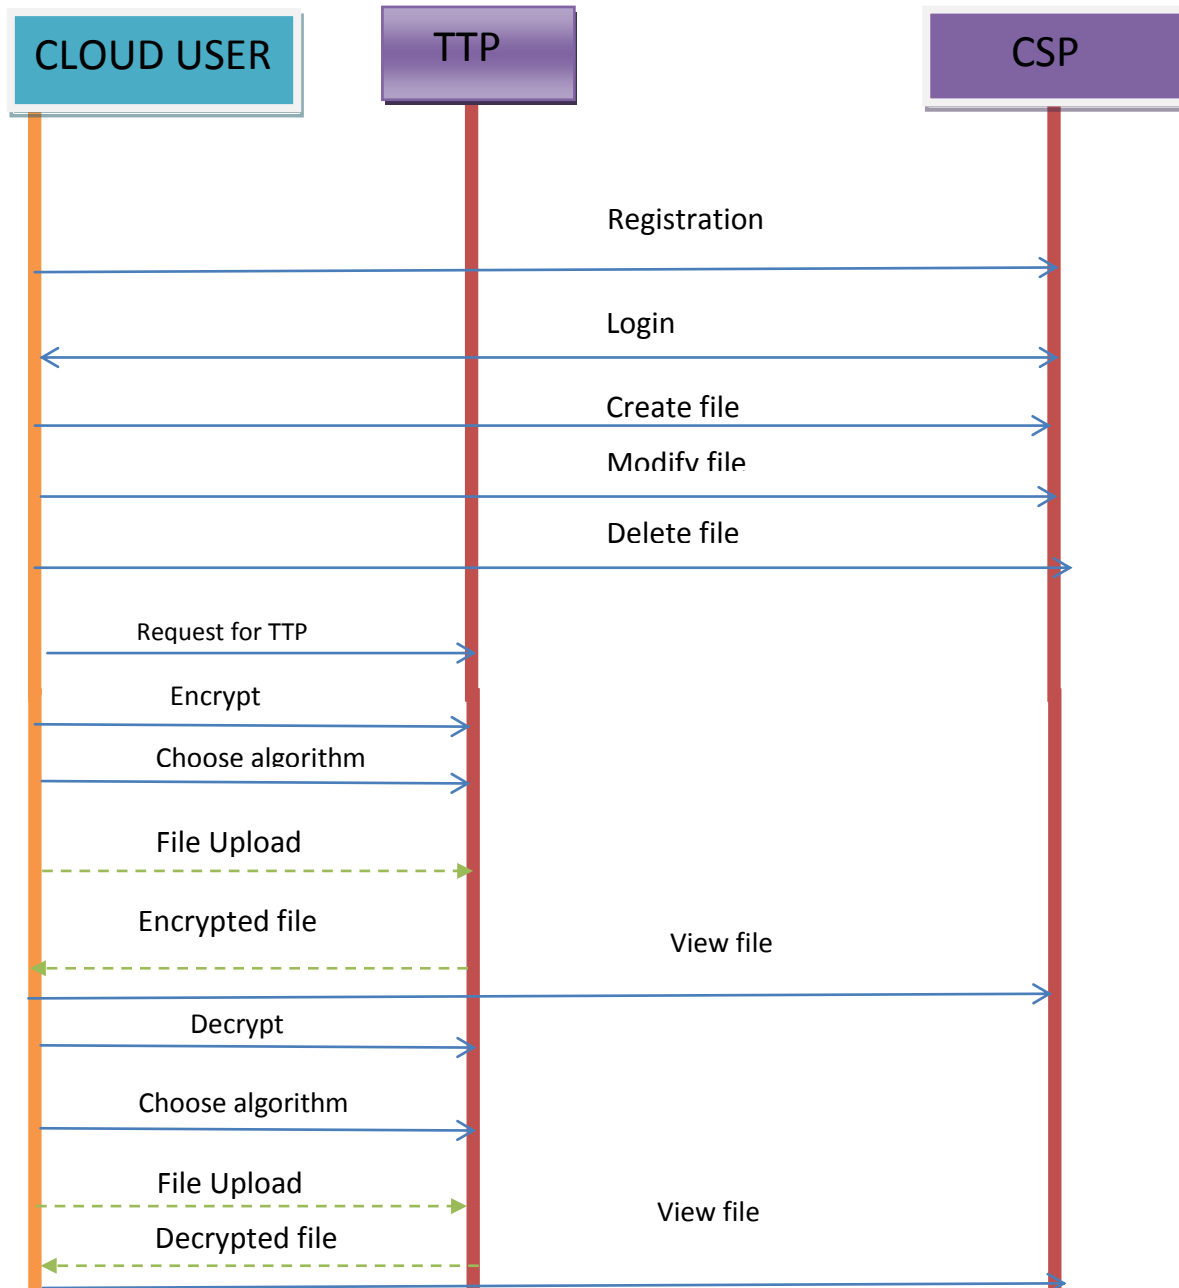 CLOUD USER
TTP
CSP
Registration
Login
Create file
Modify file
Delete file
Request for TTP
Encrypt
Choose algorithm
File Upload
Encrypted file
View file
Decrypt
Choose algorithm
File Upload
View file
Decrypted file